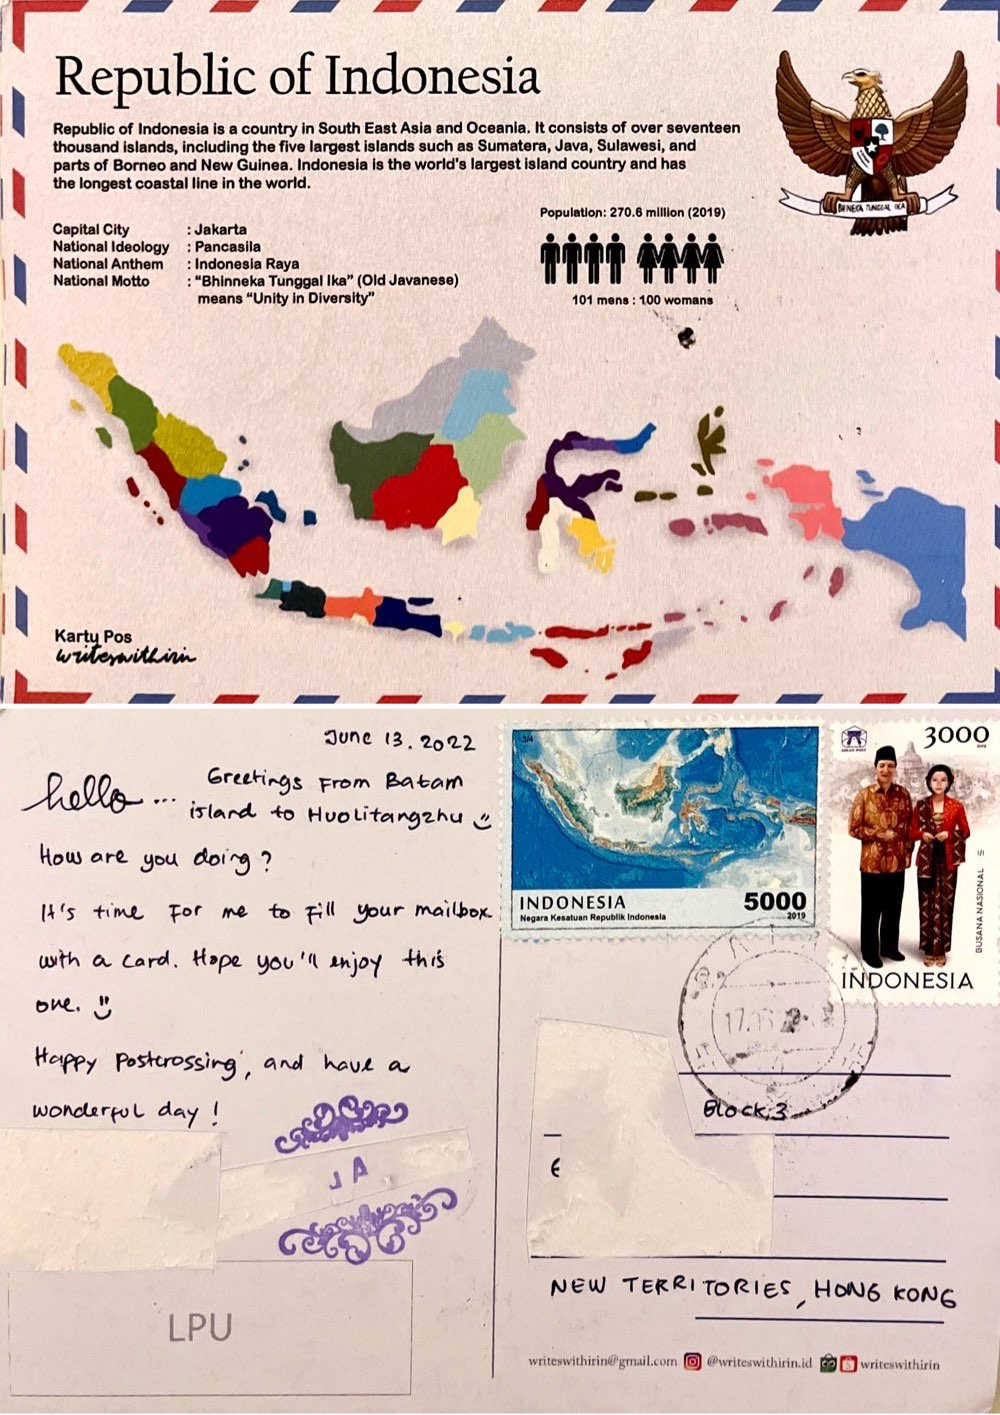 Republic of Indonesia
Republic of Indonesia is a country in South East Asia and Oceania. It consists of over seventeen
thousand islands, including the five largest islands such as Sumatera, Java, Sulawesi, and
parts of Borneo and New Guinea. Indonesia is the world's largest island country and has
the longest coastal line in the world.
BHINEKA TUNGGAL IKA
Capital City : Jakarta
National Ideology : Pancasila
National Anthem : Indonesia Raya
National Motto : “Bhinneka Tunggal Ika” (Old Javanese)
means “Unity in Diversity”
Population: 270.6 million (2019)
101 mens : 100 womans
Kartu Pos
writeswithirin
June 13. 2022
hello... Greetings From Batam
island to Huolitangzhu
How are you doing?
It's time For me to Fill your mailbox
with a card. Hope you'll enjoy this
one.
Happy Postcrossing, and have a
wonderful day!
JA
LPU
3/4
INDONESIA 5000
Negara Kesatuan Republik Indonesia 2019
3000
2019
BUSANA NASIONAL
INDONESIA
17.
Block 3
E
NEW TERRITORIES, HONG KONG
writeswithirin@gmail.com @writeswithirin.id writeswithirin